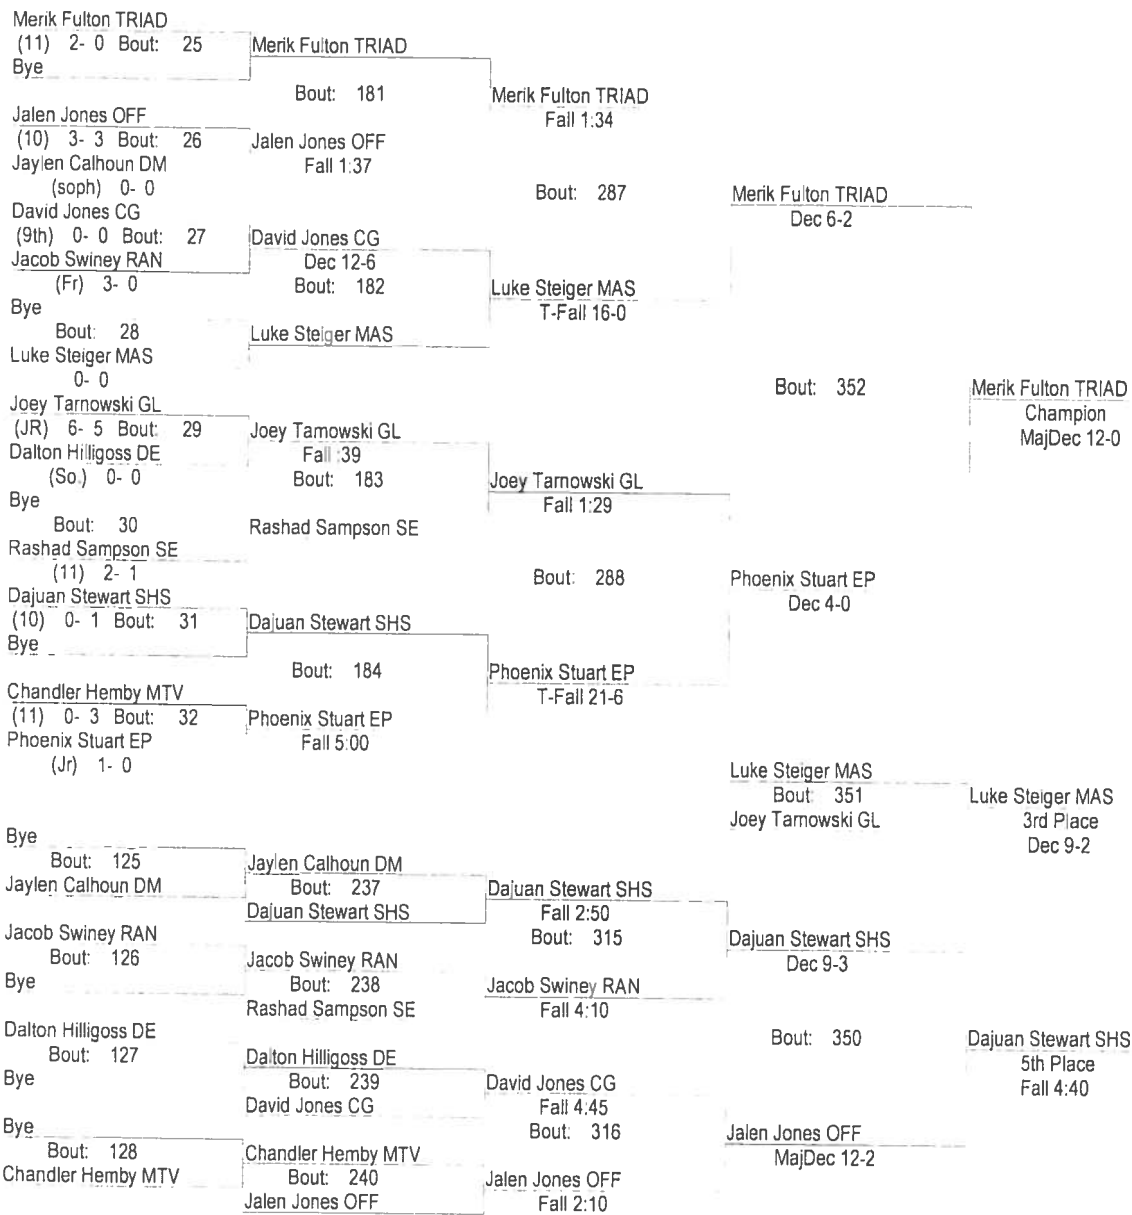 Merik Fulton TRIAD
(11) 2- 0 Bout: 25
Bye
Jalen Jones OFF
(10) 3- 3 Bout: 26
Jaylen Calhoun DM
(soph) 0- 0
David Jones CG
(9th) 0- 0 Bout: 27
Jacob Swiney RAN
(Fr) 3- 0
Bye
Bout: 28
Luke Steiger MAS
0- 0
Joey Tarnowski GL
(JR) 6- 5 Bout: 29
Dalton Hilligoss DE
(So.) 0- 0
Bye
Bout: 30
Rashad Sampson SE
(11) 2- 1
Dajuan Stewart SHS
(10) 0- 1 Bout: 31
Bye
Chandler Hemby MTV
(11) 0- 3 Bout: 32
Phoenix Stuart EP
(Jr) 1- 0
Merik Fulton TRIAD
Bout: 181
Jalen Jones OFF
Fall 1:37
David Jones CG
Dec 12-6
Bout: 182
Luke Steiger MAS
Joey Tarnowski GL
Fall :39
Bout: 183
Rashad Sampson SE
Dajuan Stewart SHS
Bout: 184
Phoenix Stuart EP
Fall 5:00
Merik Fulton TRIAD
Fall 1:34
Bout: 287
Luke Steiger MAS
T-Fall 16-0
Joey Tarnowski GL
Fall 1:29
Bout: 288
Phoenix Stuart EP
T-Fall 21-6
Merik Fulton TRIAD
Dec 6-2
Bout: 352
Phoenix Stuart EP
Dec 4-0
Merik Fulton TRIAD
Champion
MajDec 12-0
Luke Steiger MAS
Bout: 351
Joey Tarnowski GL
Luke Steiger MAS
3rd Place
Dec 9-2
Bye
Bout: 125
Jaylen Calhoun DM
Jacob Swiney RAN
Bout: 126
Bye
Dalton Hilligoss DE
Bout: 127
Bye
Bye
Bout: 128
Chandler Hemby MTV
Jaylen Calhoun DM
Bout: 237
Dajuan Stewart SHS
Jacob Swiney RAN
Bout: 238
Rashad Sampson SE
Dalton Hilligoss DE
Bout: 239
David Jones CG
Chandler Hemby MTV
Bout: 240
Jalen Jones OFF
Dajuan Stewart SHS
Fall 2:50
Bout: 315
Jacob Swiney RAN
Fall 4:10
David Jones CG
Fall 4:45
Bout: 316
Jalen Jones OFF
Fall 2:10
Dajuan Stewart SHS
Dec 9-3
Bout: 350
Jalen Jones OFF
MajDec 12-2
Dajuan Stewart SHS
5th Place
Fall 4:40